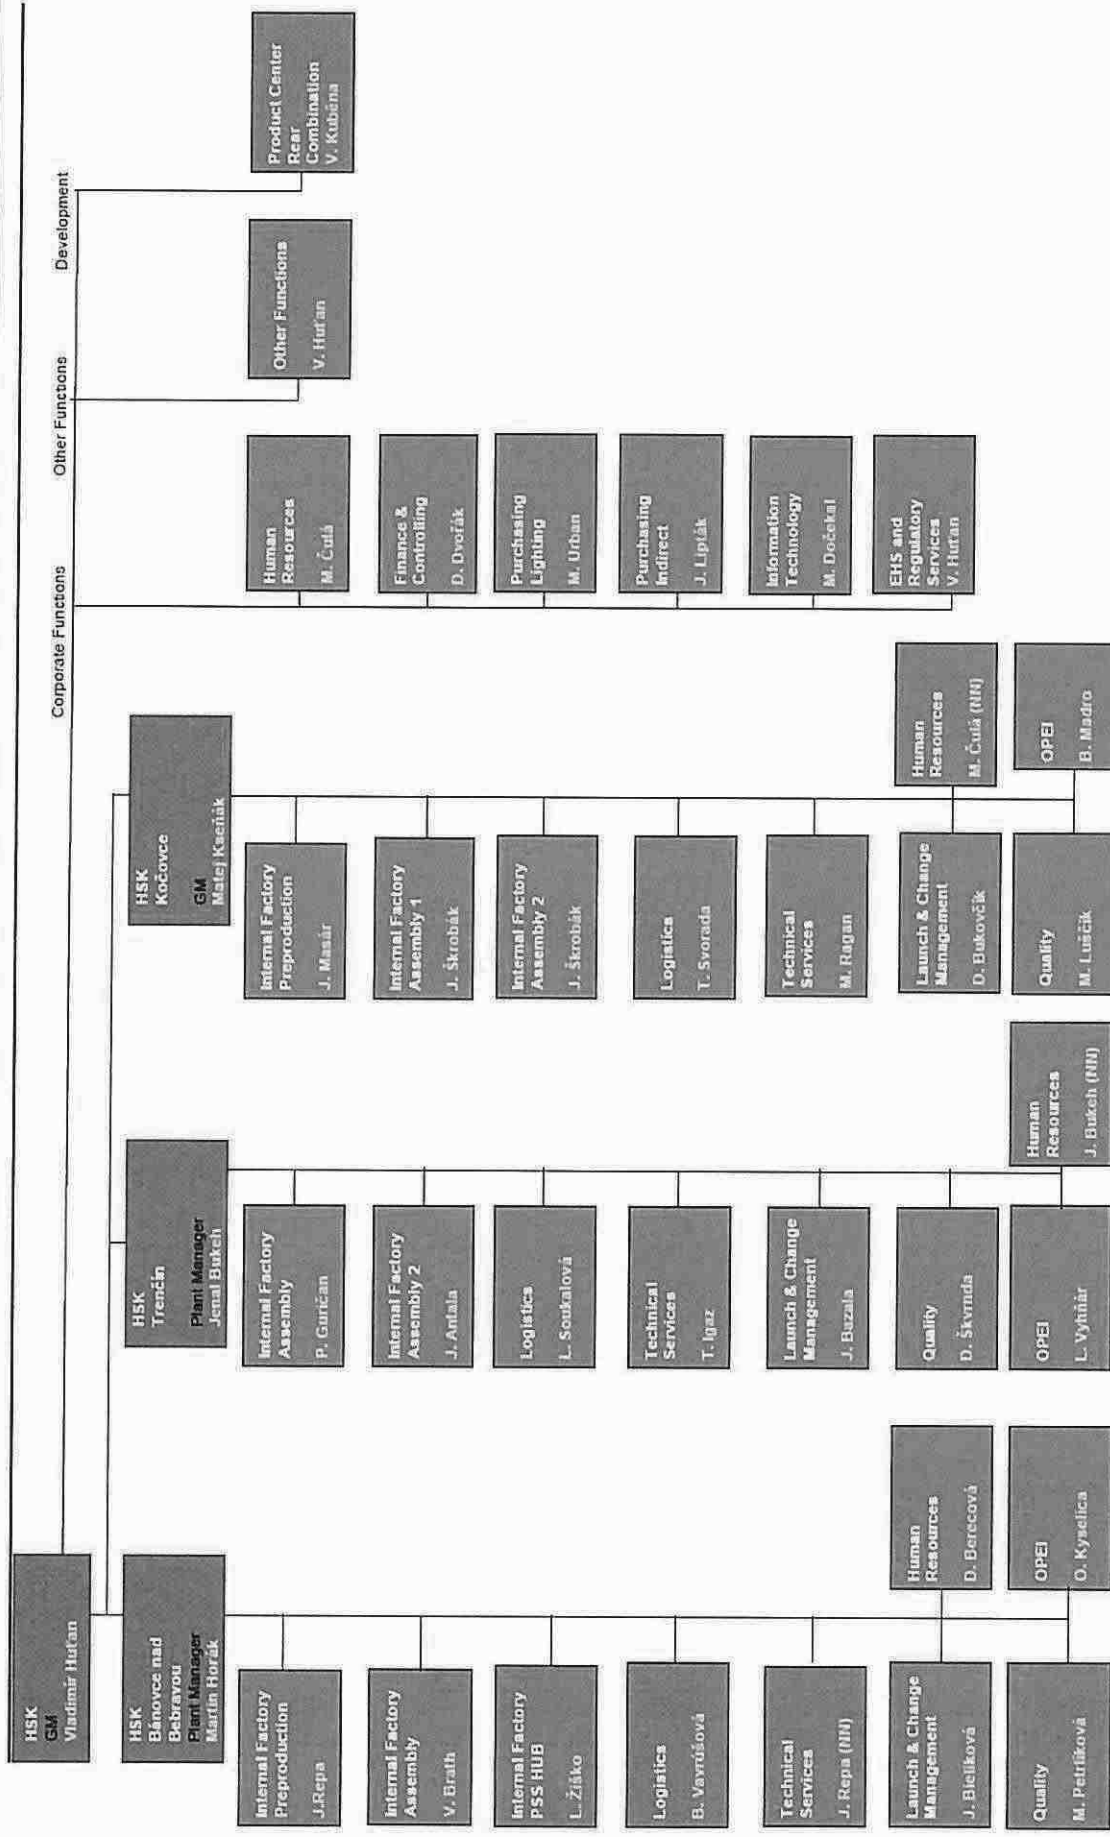 HSK
GM
Vladimír Huťan
Corporate Functions
Other Functions
Development
HSK
Bánovce nad
Bebravou
Plant Manager
Martin Horák
Internal Factory
Preproduction
J.Repa
Internal Factory
Assembly
V. Brath
Internal Factory
PSS HUB
L. Žiško
Logistics
B. Vavrúšová
Technical
Services
J. Repa (NN)
Launch & Change
Management
J. Bieliková
Human
Resources
D. Berecová
Quality
M. Petrlíková
OPEI
O. Kyselica
HSK
Trenčín
Plant Manager
Jenal Bukeh
Internal Factory
Assembly
P. Guričan
Internal Factory
Assembly 2
J. Antala
Logistics
L. Soukalová
Technical
Services
T. Igaz
Launch & Change
Management
J. Bazala
Quality
D. Škvrnda
OPEI
L. Vyhňár
Human
Resources
J. Bukeh (NN)
HSK
Kočovce
GM
Matej Kseňák
Internal Factory
Preproduction
J. Masár
Internal Factory
Assembly 1
J. Škrobák
Internal Factory
Assembly 2
J. Škrobák
Logistics
T. Svorada
Technical
Services
M. Ragan
Launch & Change
Management
D. Bukovčík
Human
Resources
M. Čulá (NN)
Quality
M. Luščík
OPEI
B. Madro
Human
Resources
M. Čulá
Finance &
Controlling
D. Dvořák
Purchasing
Lighting
M. Urban
Purchasing
Indirect
J. Lipták
Information
Technology
M. Dočekal
EHS and
Regulatory
Services
V. Huťan
Other Functions
V. Huťan
Product Center
Rear
Combination
V. Kuběna